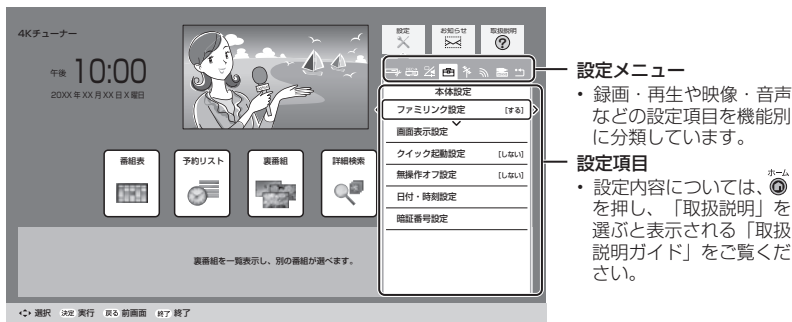 4Kチューナー
午後 10:00
20XX 年 XX 月 XX 日 X 曜日
設定
お知らせ
取扱説明
本体設定
ファミリンク設定 [する]
画面表示設定
クイック起動設定 [しない]
無操作オフ設定 [しない]
日付・時刻設定
暗証番号設定
番組表
予約リスト
裏番組
詳細検索
裏番組を一覧表示し、別の番組が選べます。
選択 決定 実行 戻る 前画面 終了 終了
設定メニュー
• 録画・再生や映像・音声
などの設定項目を機能別
に分類しています。
設定項目
ホーム
• 設定内容については、
を押し、「取扱説明」を
選ぶと表示される「取扱
説明ガイド」をご覧くだ
さい。